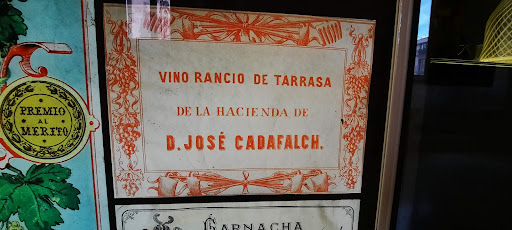 PREMIO
AL
MERITO
VINO RANCIO DE TARRASA
DE LA HACIENDA DE
D. JOSÉ CADAFALCH.
GARNACHA